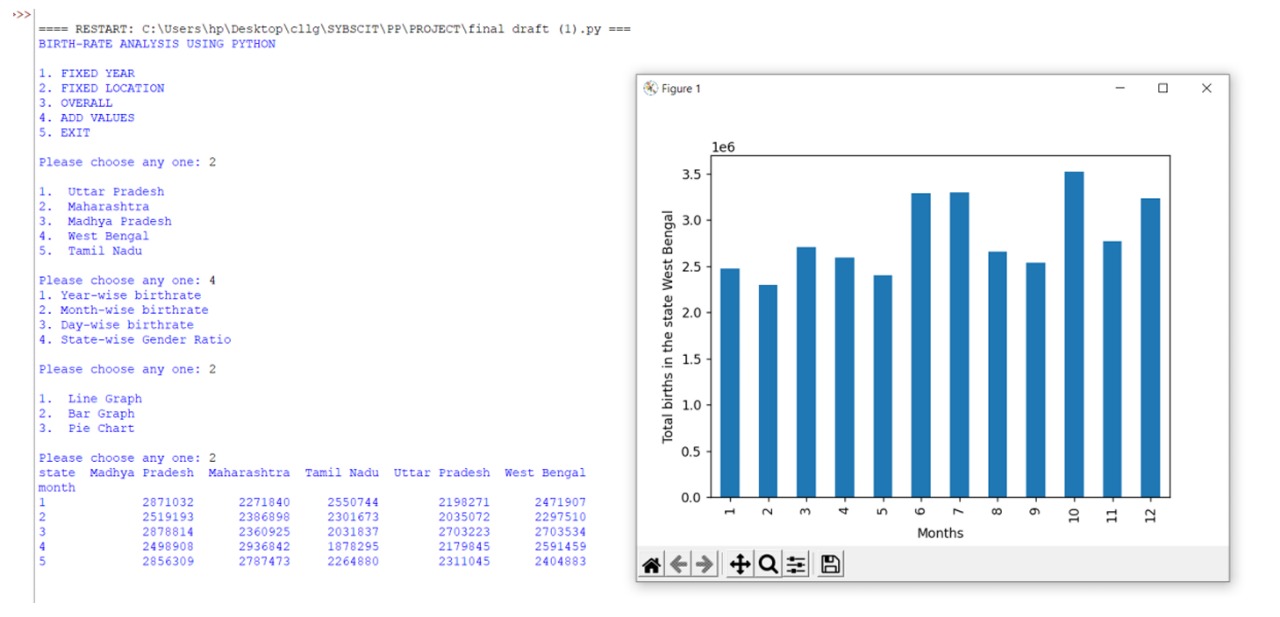 >>>
==== RESTART: C:\Users\hp\Desktop\cllg\SYBSCIT\PP\PROJECT\final draft (1).py ===
BIRTH-RATE ANALYSIS USING PYTHON
1. FIXED YEAR
2. FIXED LOCATION
3. OVERALL
4. ADD VALUES
5. EXIT
Please choose any one: 2
1.  Uttar Pradesh
2.  Maharashtra
3.  Madhya Pradesh
4.  West Bengal
5.  Tamil Nadu
Please choose any one: 4
1. Year-wise birthrate
2. Month-wise birthrate
3. Day-wise birthrate
4. State-wise Gender Ratio
Please choose any one: 2
1.  Line Graph
2.  Bar Graph
3.  Pie Chart
Please choose any one: 2
state  Madhya Pradesh  Maharashtra  Tamil Nadu  Uttar Pradesh  West Bengal
month
1             2871032      2271840     2550744        2198271      2471907
2             2519193      2386898     2301673        2035072      2297510
3             2878814      2360925     2031837        2703223      2703534
4             2498908      2936842     1878295        2179845      2591459
5             2856309      2787473     2264880        2311045      2404883
Figure 1
1e6
3.5
3.0
2.5
2.0
1.5
1.0
0.5
0.0
Total births in the state West Bengal
1 2 3 4 5 6 7 8 9 10 11 12
Months